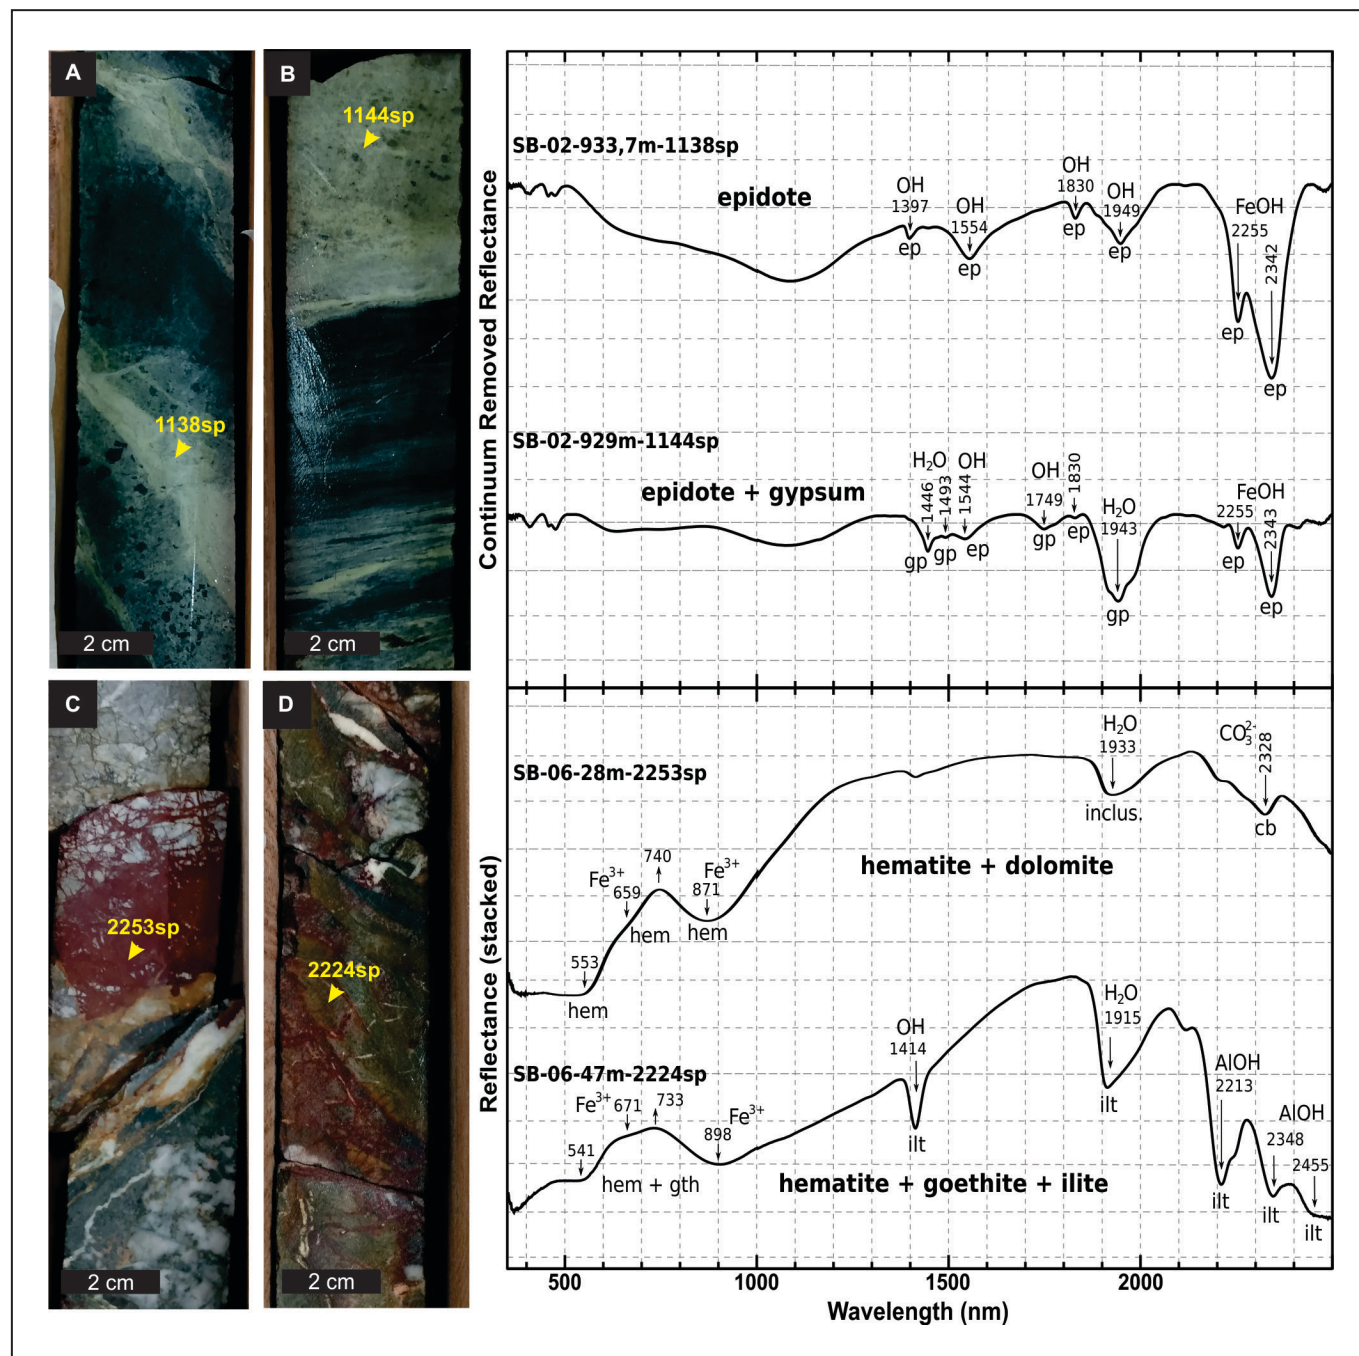 A
1138sp
2 cm
B
1144sp
2 cm
C
2253sp
2 cm
D
2224sp
2 cm
Continuum Removed Reflectance
SB-02-933,7m-1138sp
epidote
OH
1397
ep
OH
1554
ep
OH
1830
ep
OH
1949
ep
FeOH
2255
ep
2342
ep
SB-02-929m-1144sp
epidote + gypsum
H₂O
1446
gp
1493
gp
OH
1544
ep
OH
1749
gp
1830
ep
H₂O
1943
gp
FeOH
2255
ep
2343
ep
Reflectance (stacked)
SB-06-28m-2253sp
hematite + dolomite
553
hem
Fe³⁺
659
740
hem
Fe³⁺
871
hem
H₂O
1933
inclus.
CO₃²⁻
2328
cb
SB-06-47m-2224sp
hematite + goethite + ilite
541
Fe³⁺
671
733
hem + gth
Fe³⁺
898
OH
1414
ilt
H₂O
1915
ilt
AlOH
2213
ilt
AlOH
2348
ilt
2455
ilt
500
1000
1500
2000
Wavelength (nm)